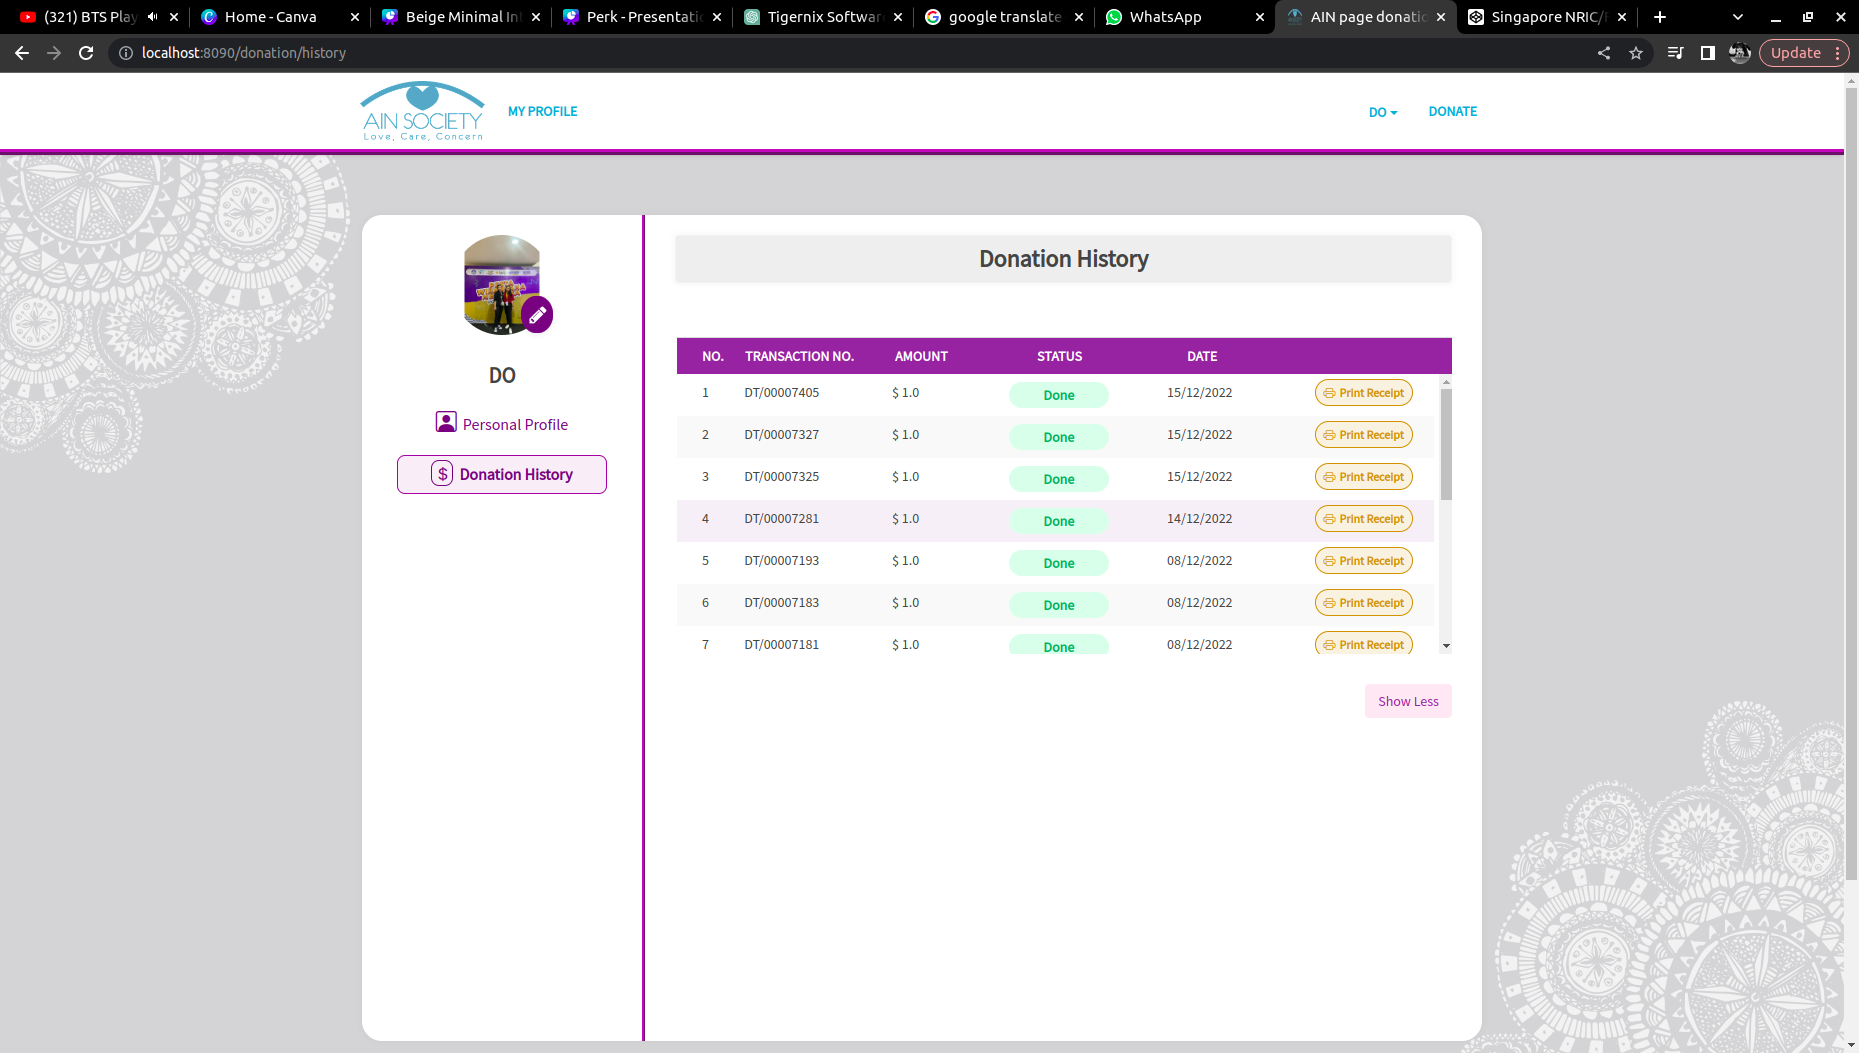 (321) BTS Play
Home - Canva
Beige Minimal Int
Perk - Presentatio
Tigernix Software
google translate
WhatsApp
AIN page donatio
Singapore NRIC/F
localhost:8090/donation/history
Update
AIN SOCIETY
Love, Care, Concern
MY PROFILE
DO
DONATE
DO
Personal Profile
$ Donation History
Donation History
NO. TRANSACTION NO. AMOUNT STATUS DATE
1 DT/00007405 $ 1.0 Done 15/12/2022 Print Receipt
2 DT/00007327 $ 1.0 Done 15/12/2022 Print Receipt
3 DT/00007325 $ 1.0 Done 15/12/2022 Print Receipt
4 DT/00007281 $ 1.0 Done 14/12/2022 Print Receipt
5 DT/00007193 $ 1.0 Done 08/12/2022 Print Receipt
6 DT/00007183 $ 1.0 Done 08/12/2022 Print Receipt
7 DT/00007181 $ 1.0 Done 08/12/2022 Print Receipt
Show Less